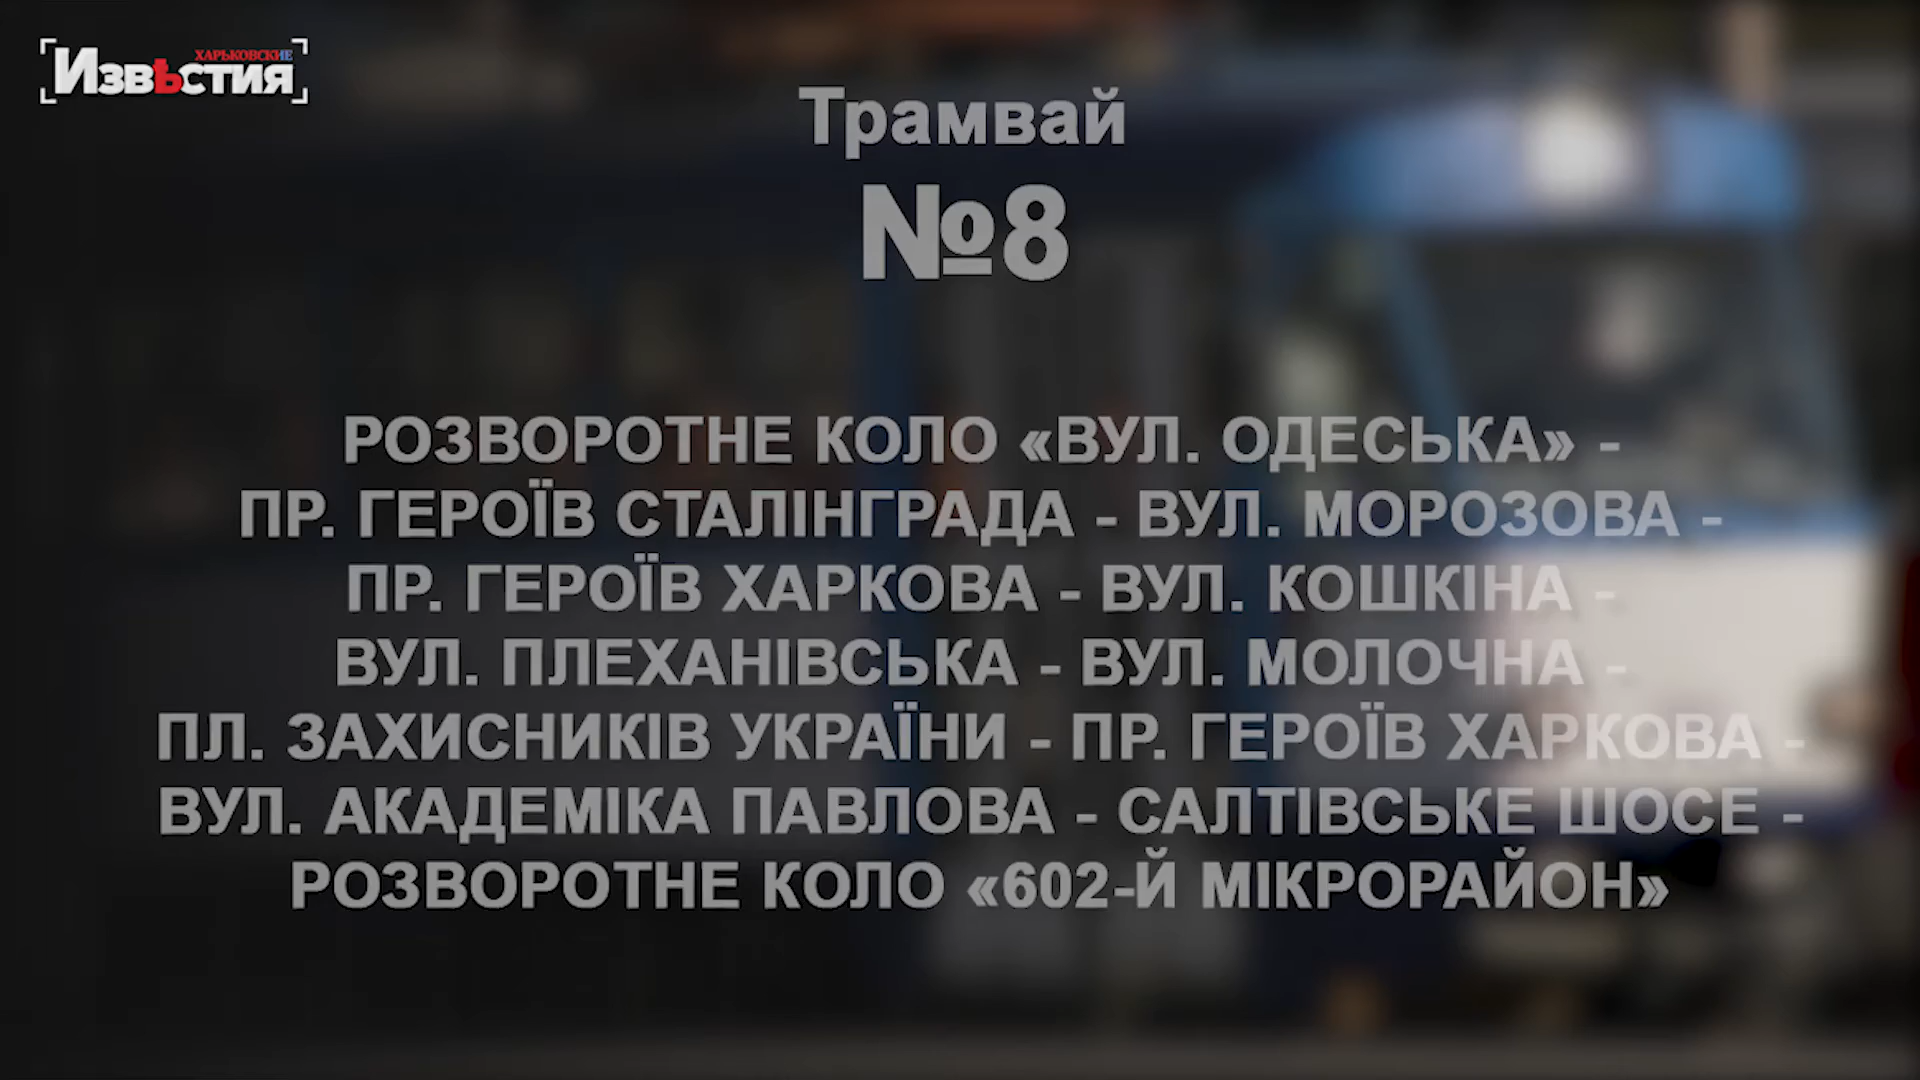 ХАРЬКОВСКИЕ
ИзвѢстия
Трамвай
№8
РОЗВОРОТНЕ КОЛО «ВУЛ. ОДЕСЬКА» -
ПР. ГЕРОЇВ СТАЛІНГРАДА - ВУЛ. МОРОЗОВА -
ПР. ГЕРОЇВ ХАРКОВА - ВУЛ. КОШКІНА -
ВУЛ. ПЛЕХАНІВСЬКА - ВУЛ. МОЛОЧНА -
ПЛ. ЗАХИСНИКІВ УКРАЇНИ - ПР. ГЕРОЇВ ХАРКОВА -
ВУЛ. АКАДЕМІКА ПАВЛОВА - САЛТІВСЬКЕ ШОСЕ -
РОЗВОРОТНЕ КОЛО «602-Й МІКРОРАЙОН»